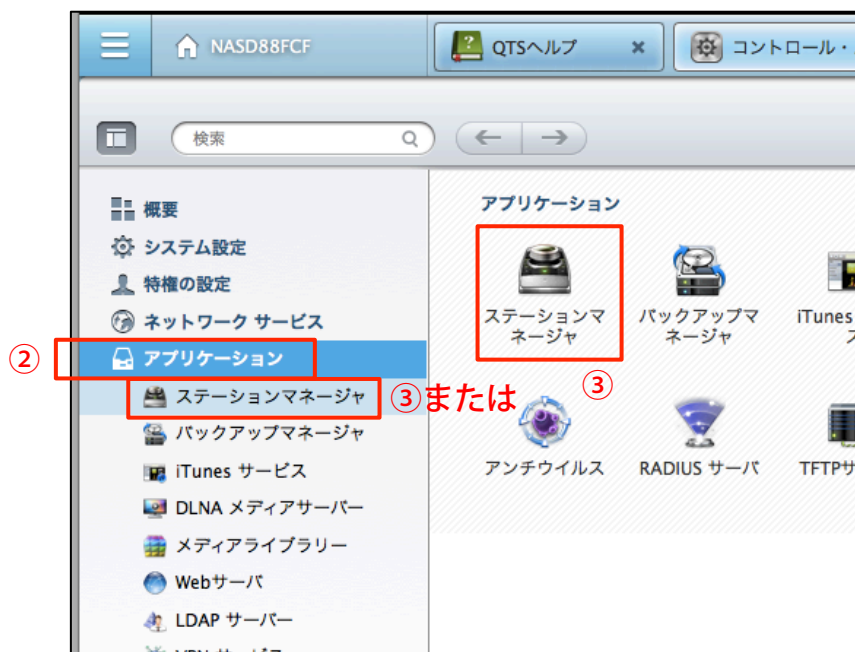 NASD88FCF
QTSヘルプ
コントロール・
検索
概要
システム設定
特権の設定
ネットワーク サービス
② アプリケーション
ステーションマネージャ ③または
バックアップマネージャ
iTunes サービス
DLNA メディアサーバー
メディアライブラリー
Webサーバ
LDAP サーバー
アプリケーション
ステーションマ
ネージャ
③
バックアップマ
ネージャ
iTunes
ス
アンチウイルス
RADIUS サーバ
TFTPサ